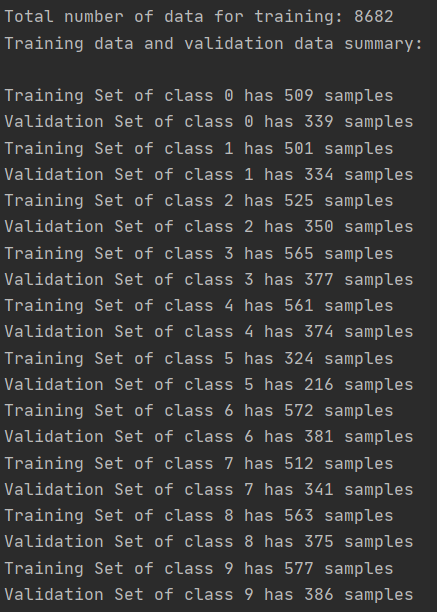 Total number of data for training: 8682
Training data and validation data summary:
Training Set of class 0 has 509 samples
Validation Set of class 0 has 339 samples
Training Set of class 1 has 501 samples
Validation Set of class 1 has 334 samples
Training Set of class 2 has 525 samples
Validation Set of class 2 has 350 samples
Training Set of class 3 has 565 samples
Validation Set of class 3 has 377 samples
Training Set of class 4 has 561 samples
Validation Set of class 4 has 374 samples
Training Set of class 5 has 324 samples
Validation Set of class 5 has 216 samples
Training Set of class 6 has 572 samples
Validation Set of class 6 has 381 samples
Training Set of class 7 has 512 samples
Validation Set of class 7 has 341 samples
Training Set of class 8 has 563 samples
Validation Set of class 8 has 375 samples
Training Set of class 9 has 577 samples
Validation Set of class 9 has 386 samples